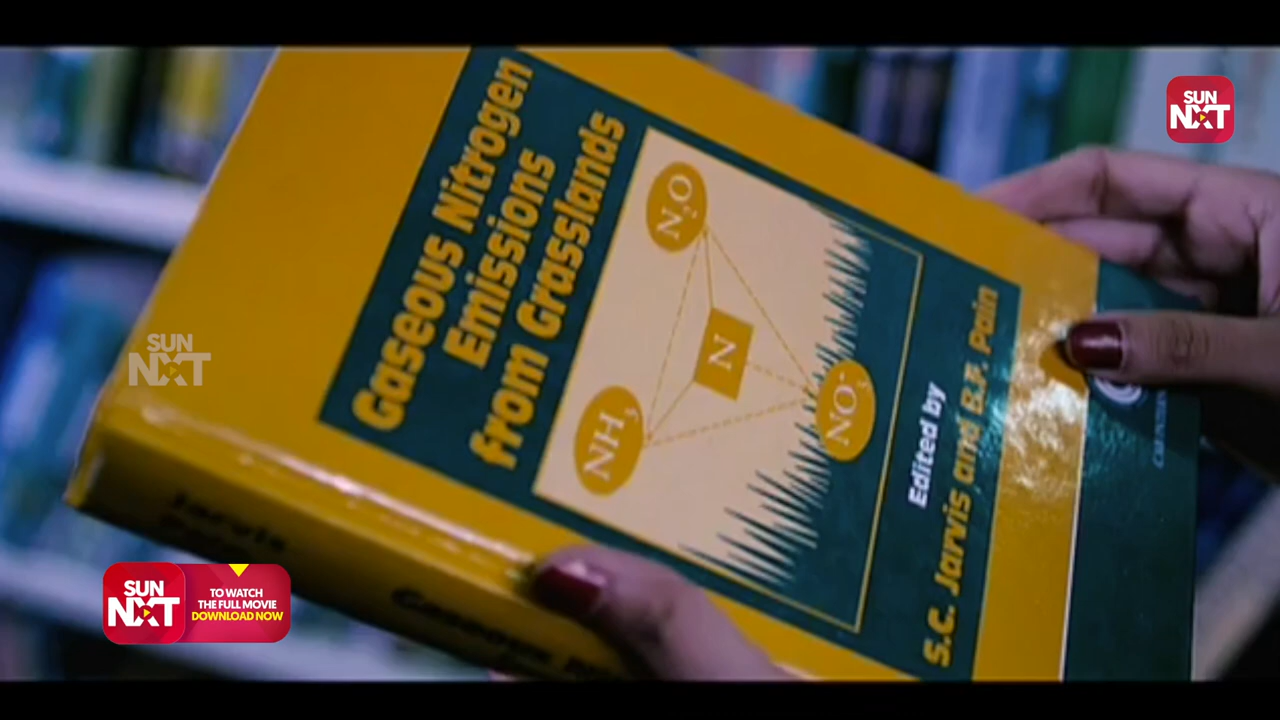 Gaseous Nitrogen
Emissions
from Grasslands
N₂O
N
NH₃
NO₃⁻
Edited by
S.C. Jarvis and B.F. Pain
Jarvis
SUN
NXT
SUN
NXT
SUN
NXT
TO WATCH
THE FULL MOVIE
DOWNLOAD NOW